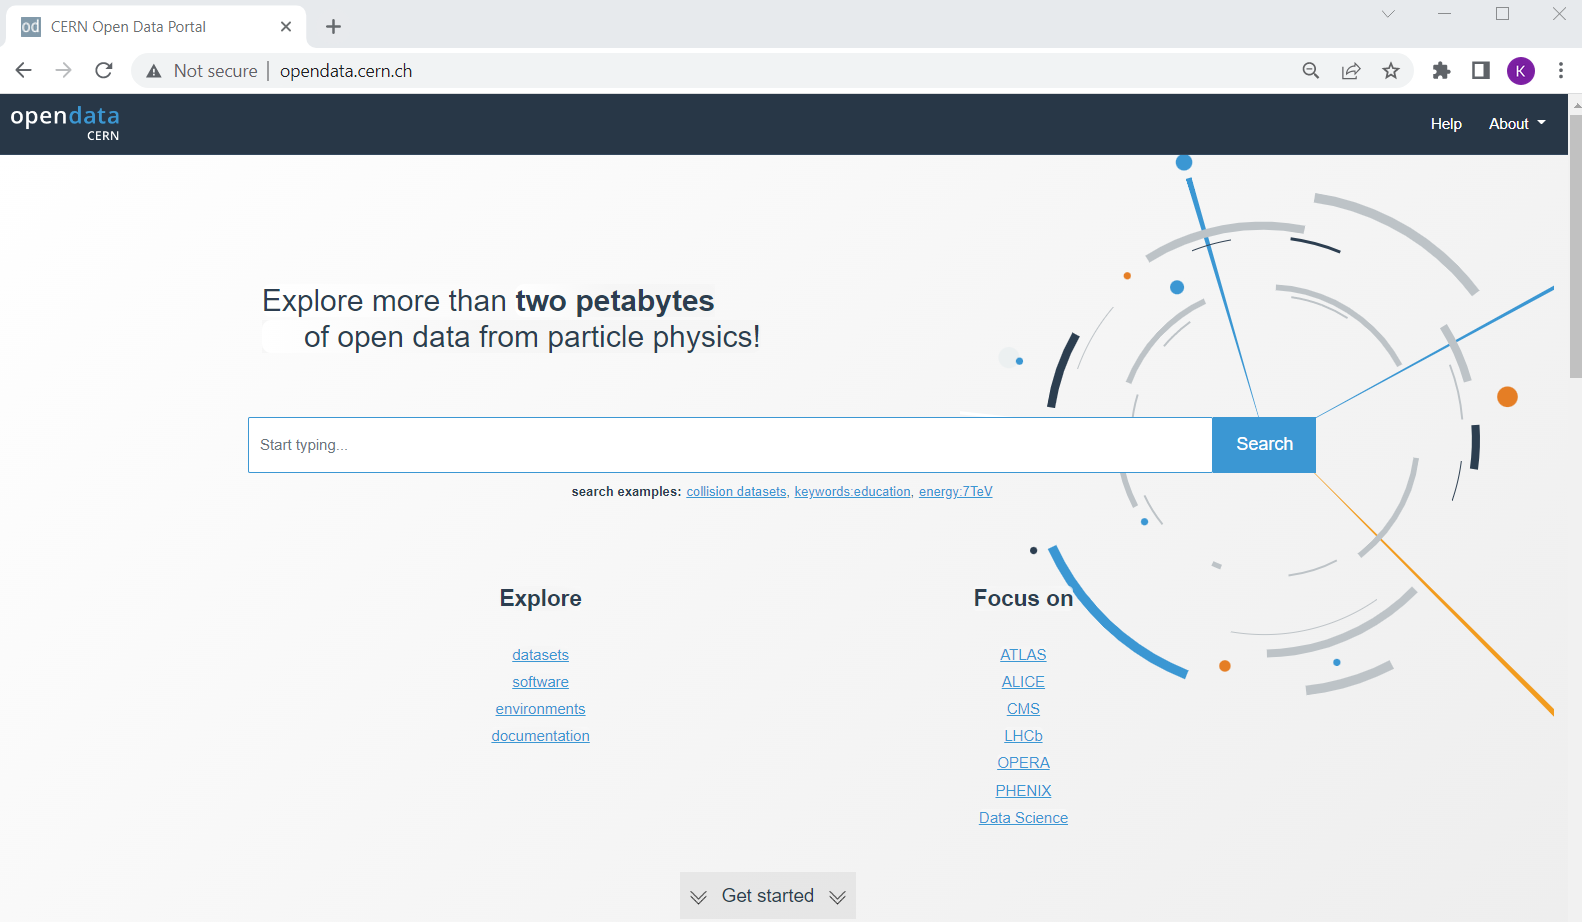 od CERN Open Data Portal
Not secure opendata.cern.ch
K
opendata
CERN
Help About
Explore more than two petabytes
of open data from particle physics!
Start typing...
Search
search examples: collision datasets, keywords:education, energy:7TeV
Explore
datasets
software
environments
documentation
Focus on
ATLAS
ALICE
CMS
LHCb
OPERA
PHENIX
Data Science
Get started